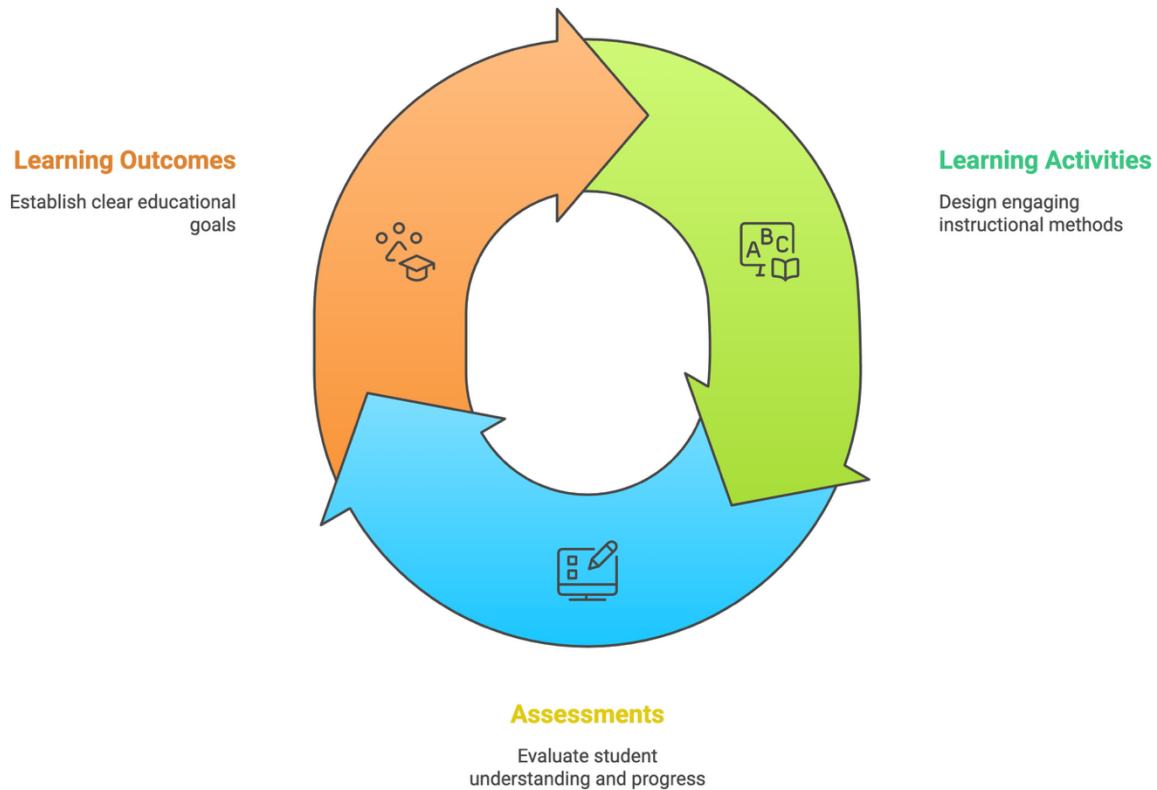 Learning Outcomes
Establish clear educational
goals
Learning Activities
Design engaging
instructional methods
A B C
Assessments
Evaluate student
understanding and progress